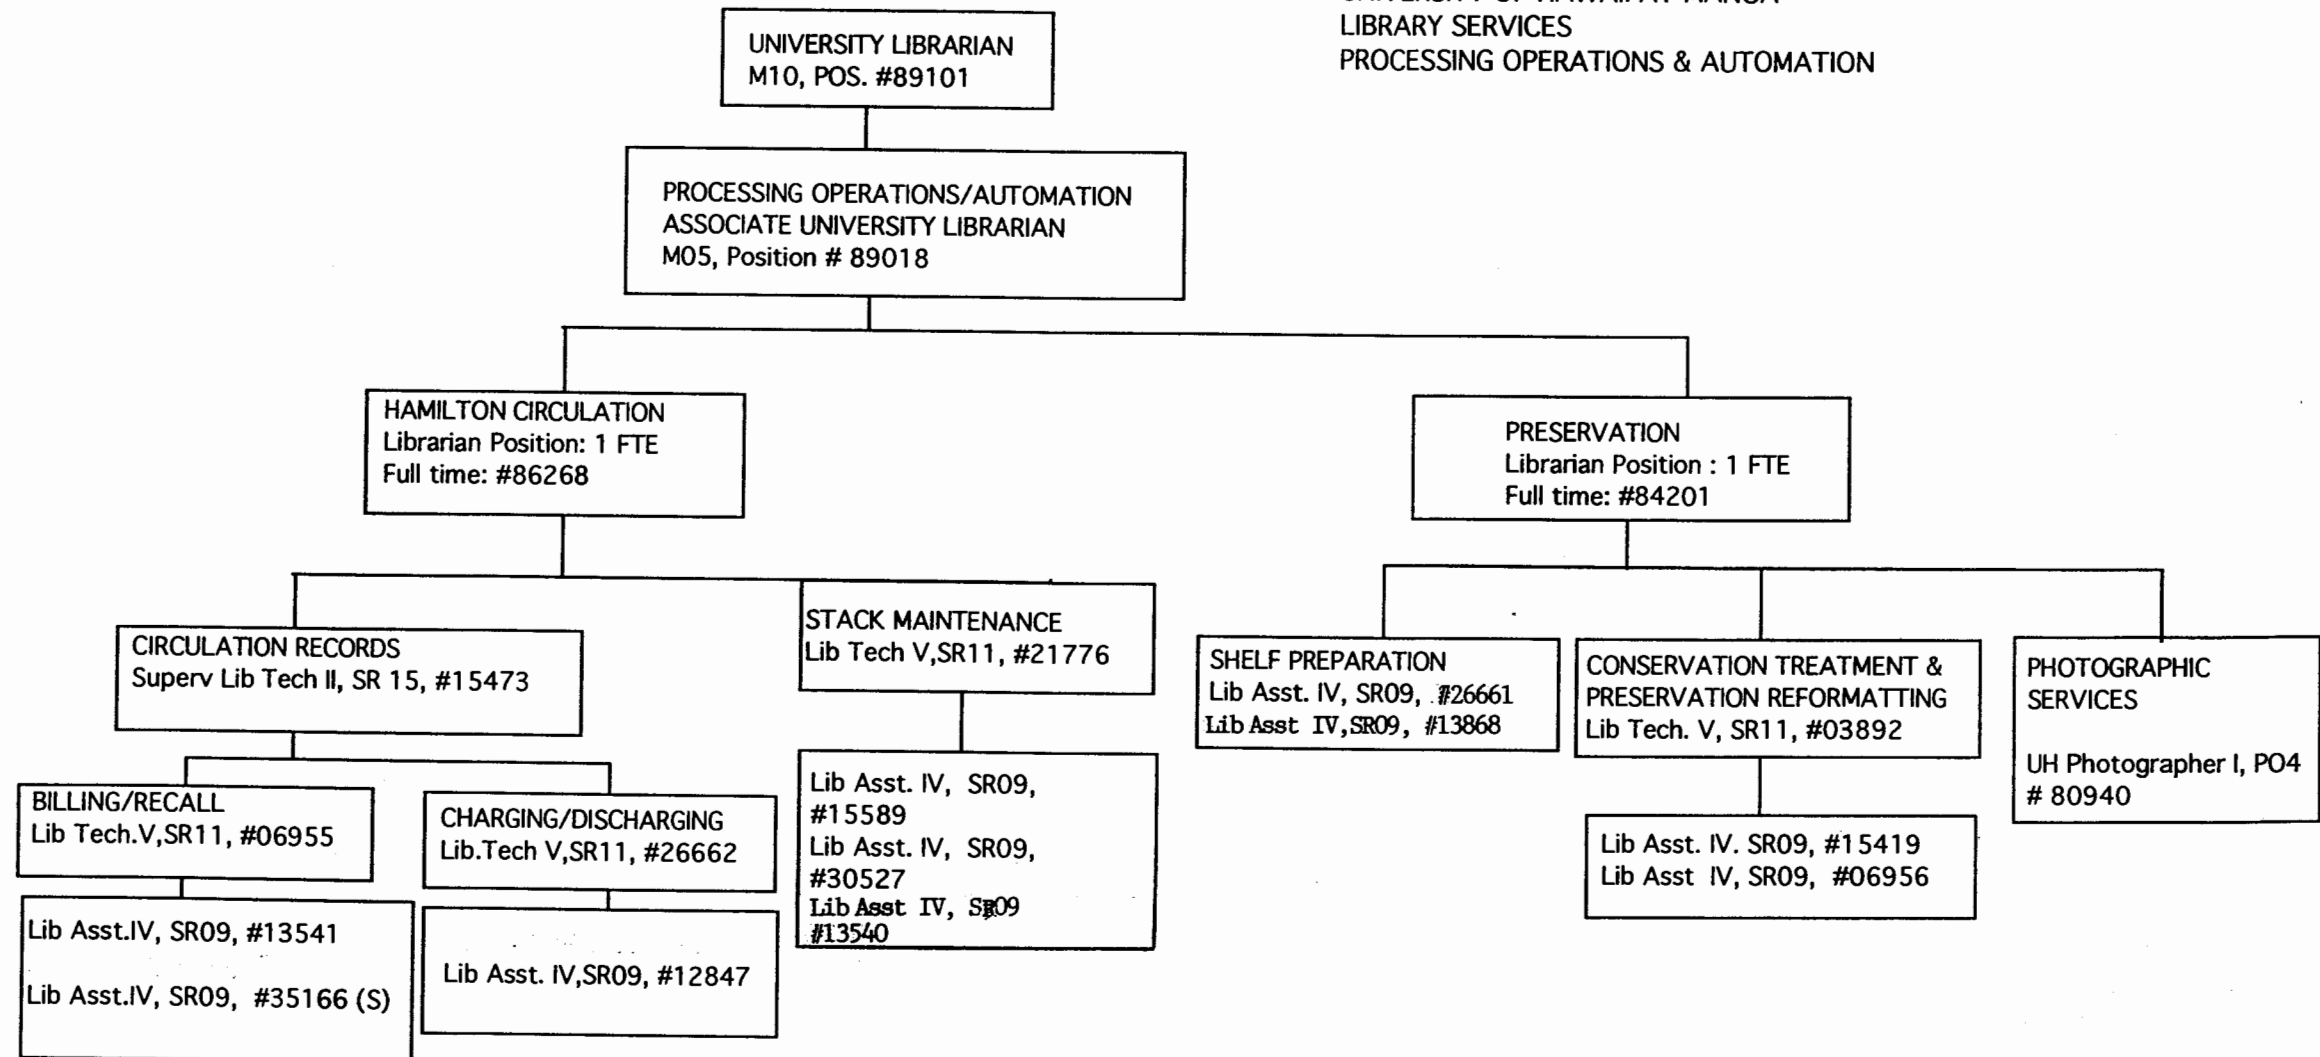 LIBRARY SERVICES
PROCESSING OPERATIONS & AUTOMATION
UNIVERSITY LIBRARIAN
M10, POS. #89101
PROCESSING OPERATIONS/AUTOMATION
ASSOCIATE UNIVERSITY LIBRARIAN
M05, Position # 89018
HAMILTON CIRCULATION
Librarian Position: 1 FTE
Full time: #86268
PRESERVATION
Librarian Position : 1 FTE
Full time: #84201
CIRCULATION RECORDS
Superv Lib Tech II, SR 15, #15473
STACK MAINTENANCE
Lib Tech V,SR11, #21776
SHELF PREPARATION
Lib Asst. IV, SR09, #26661
Lib Asst IV,SR09, #13868
CONSERVATION TREATMENT &
PRESERVATION REFORMATTING
Lib Tech. V, SR11, #03892
PHOTOGRAPHIC
SERVICES
UH Photographer I, PO4
# 80940
BILLING/RECALL
Lib Tech.V,SR11, #06955
CHARGING/DISCHARGING
Lib.Tech V,SR11, #26662
Lib Asst. IV, SR09,
#15589
Lib Asst. IV, SR09,
#30527
Lib Asst IV, SR09
#13540
Lib Asst. IV. SR09, #15419
Lib Asst IV, SR09, #06956
Lib Asst.IV, SR09, #13541
Lib Asst.IV, SR09, #35166 (S)
Lib Asst. IV,SR09, #12847